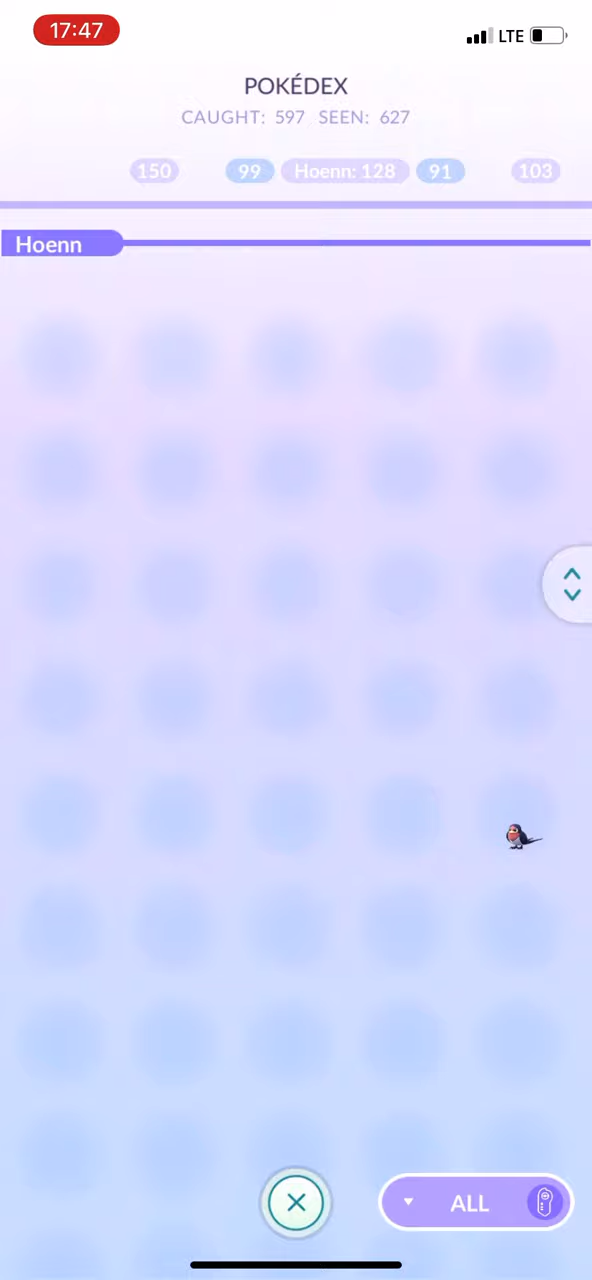 17:47
LTE
POKÉDEX
CAUGHT: 597 SEEN: 627
150 99 Hoenn: 128 91 103
Hoenn
ALL